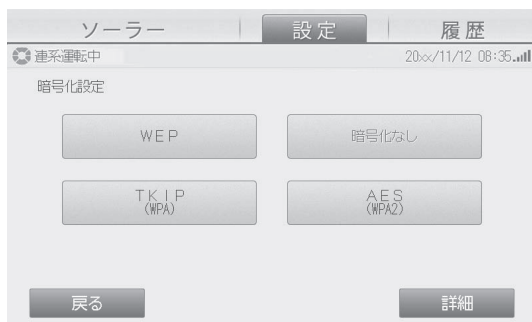 ソーラー 設定 履歴
連系運転中 20xx/11/12 08:35
暗号化設定
WEP 暗号化なし
TKIP AES
(WPA) (WPA2)
戻る 詳細